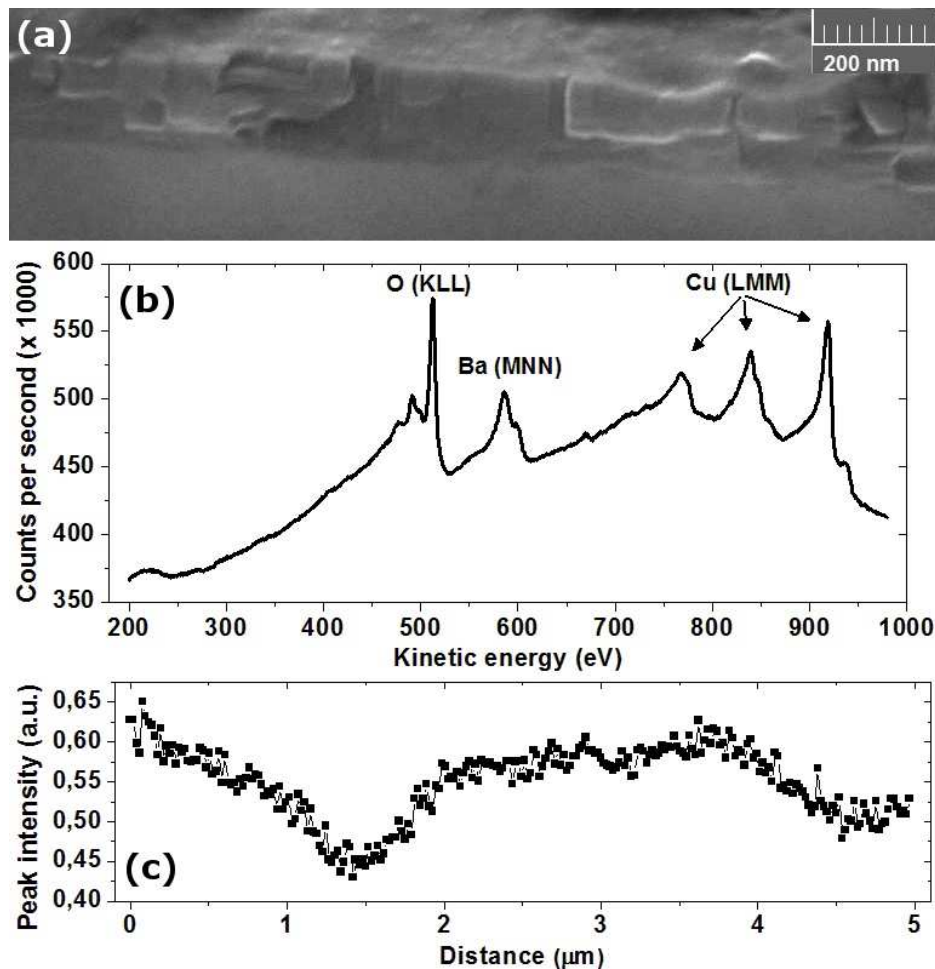 (a)
200 nm
600
550
500
450
400
350
Counts per second (x 1000)
(b)
O (KLL)
Ba (MNN)
Cu (LMM)
200 300 400 500 600 700 800 900 1000
Kinetic energy (eV)
0,65
0,60
0,55
0,50
0,45
0,40
Peak intensity (a.u.)
(c)
0 1 2 3 4 5
Distance (μm)